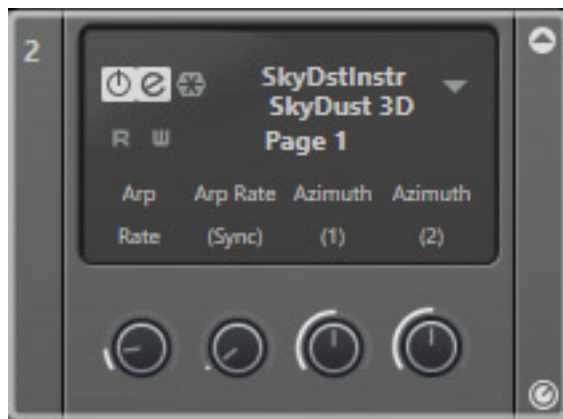 2
SkyDstInstr
SkyDust 3D
R W
Page 1
Arp Arp Rate Azimuth Azimuth
Rate (Sync) (1) (2)